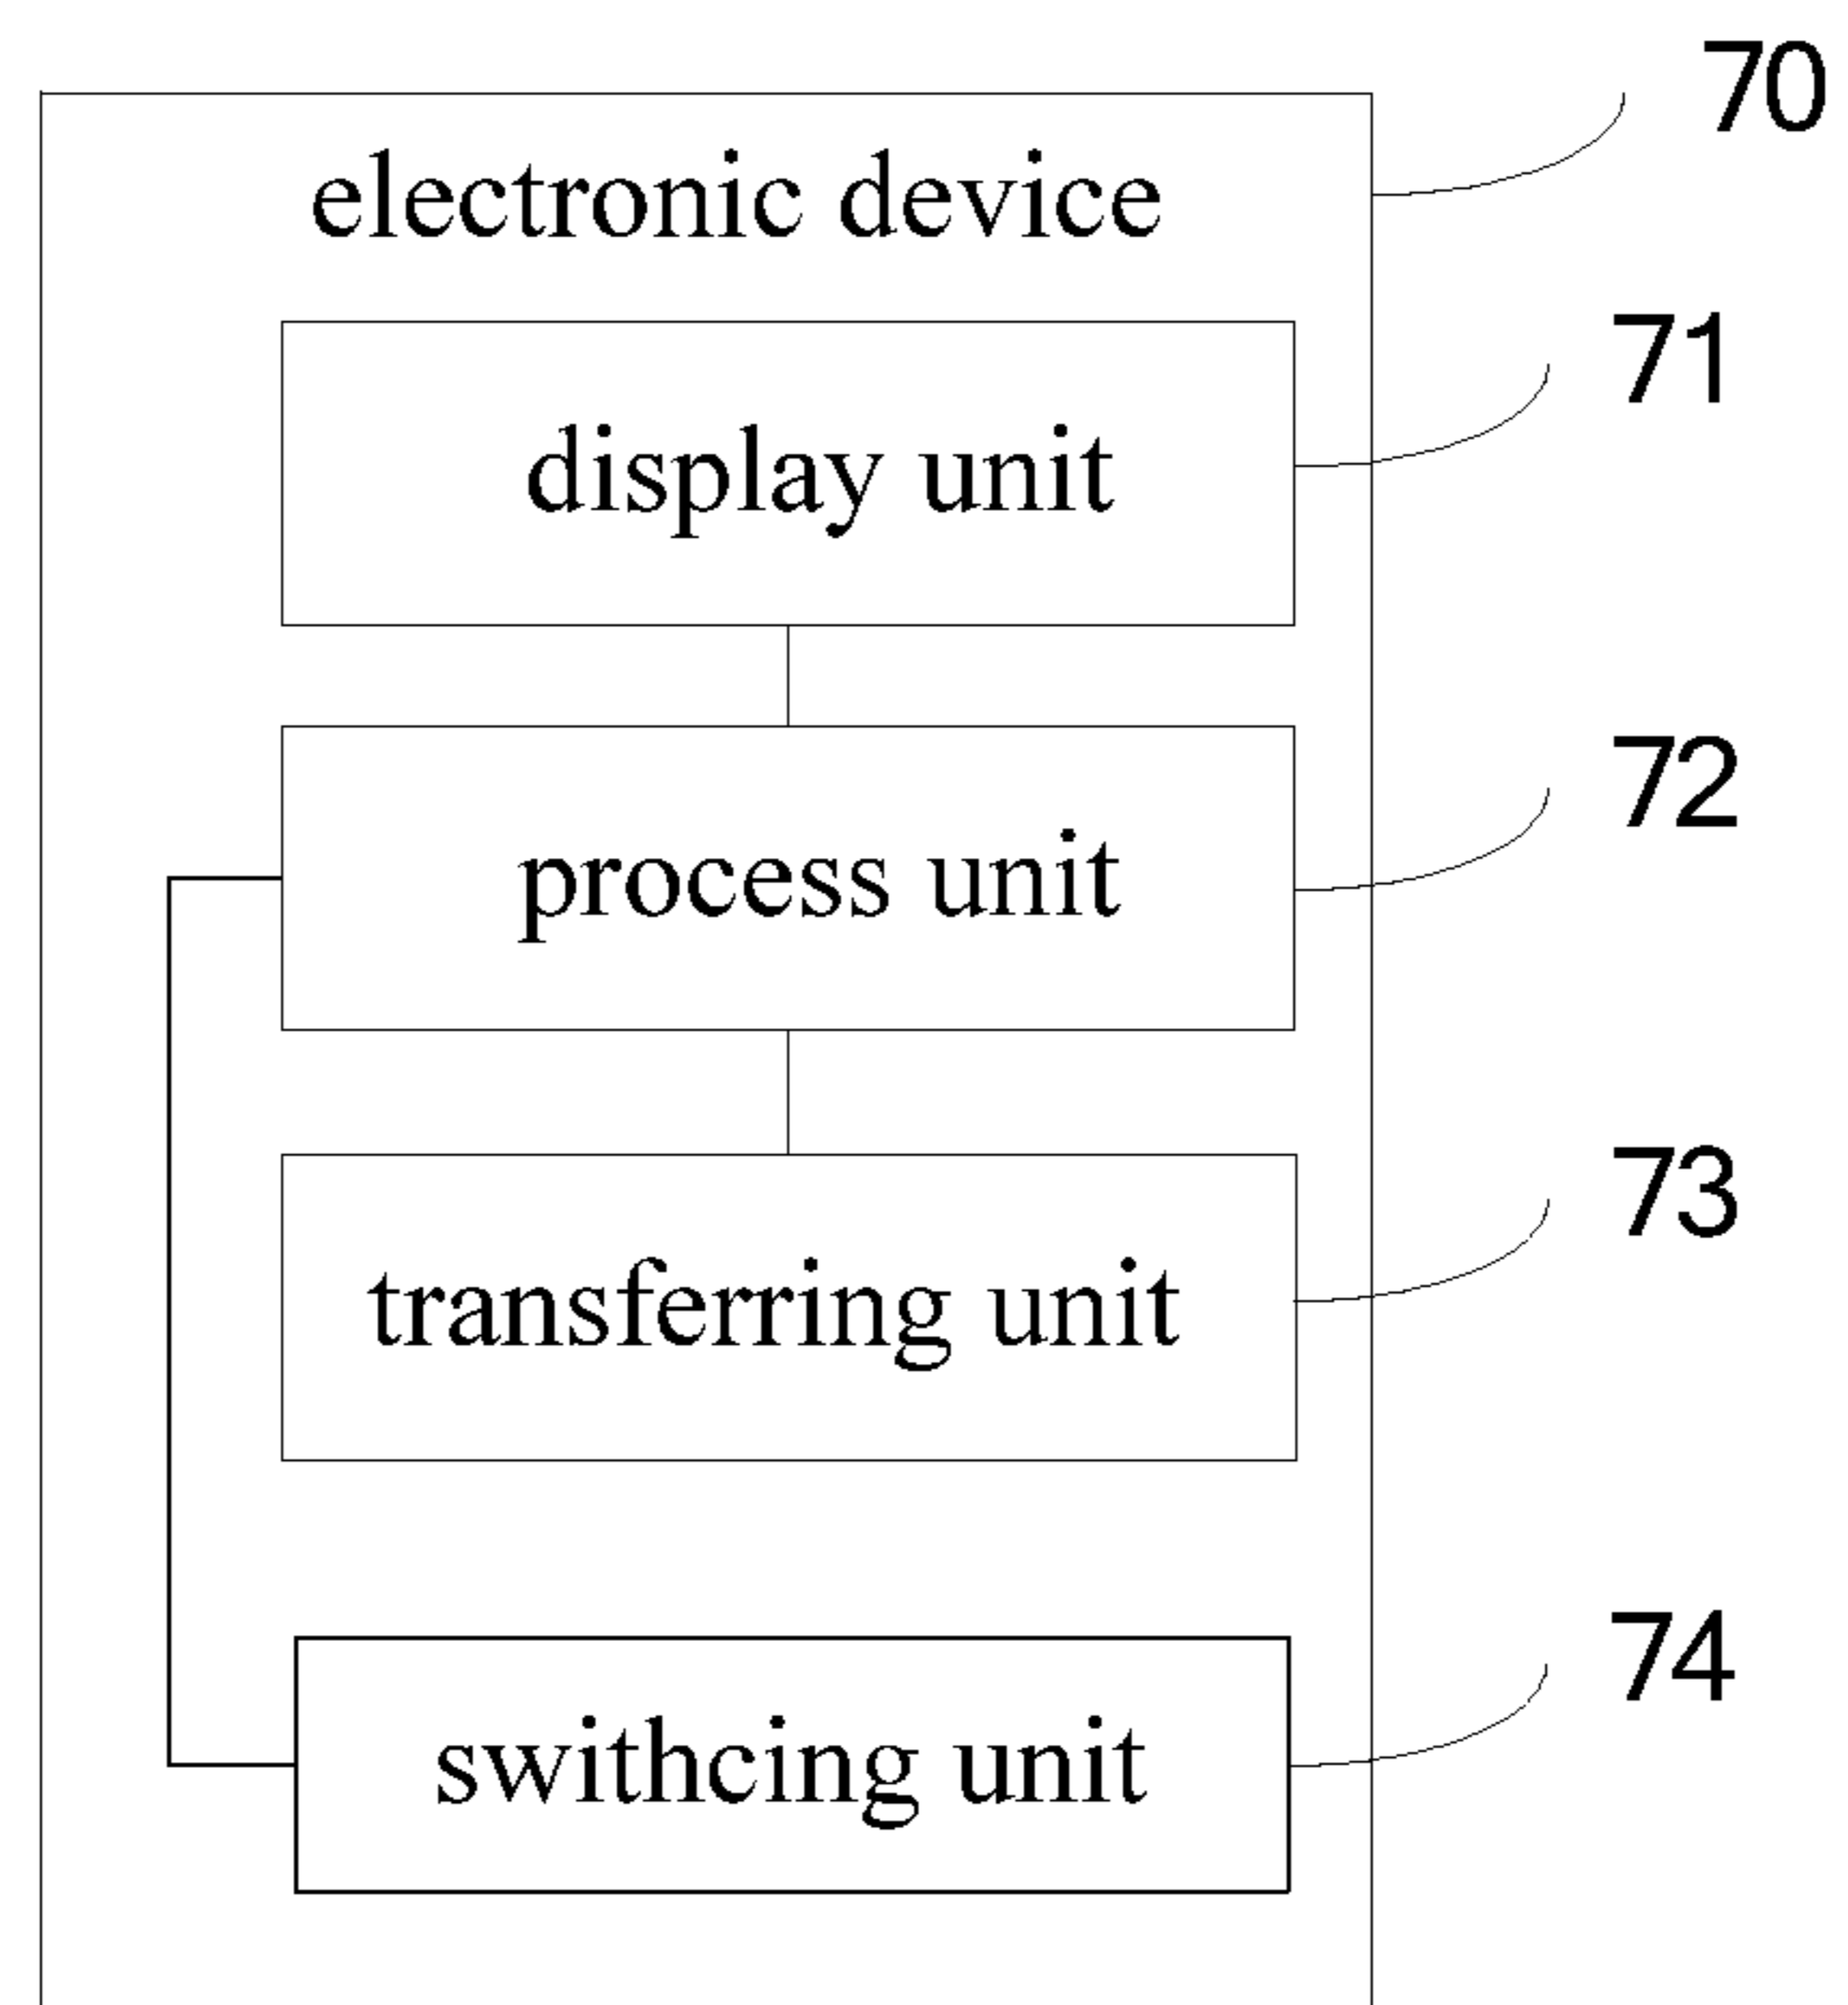 70
electronic device
71
display unit
72
process unit
73
transferring unit
74
swithcing unit